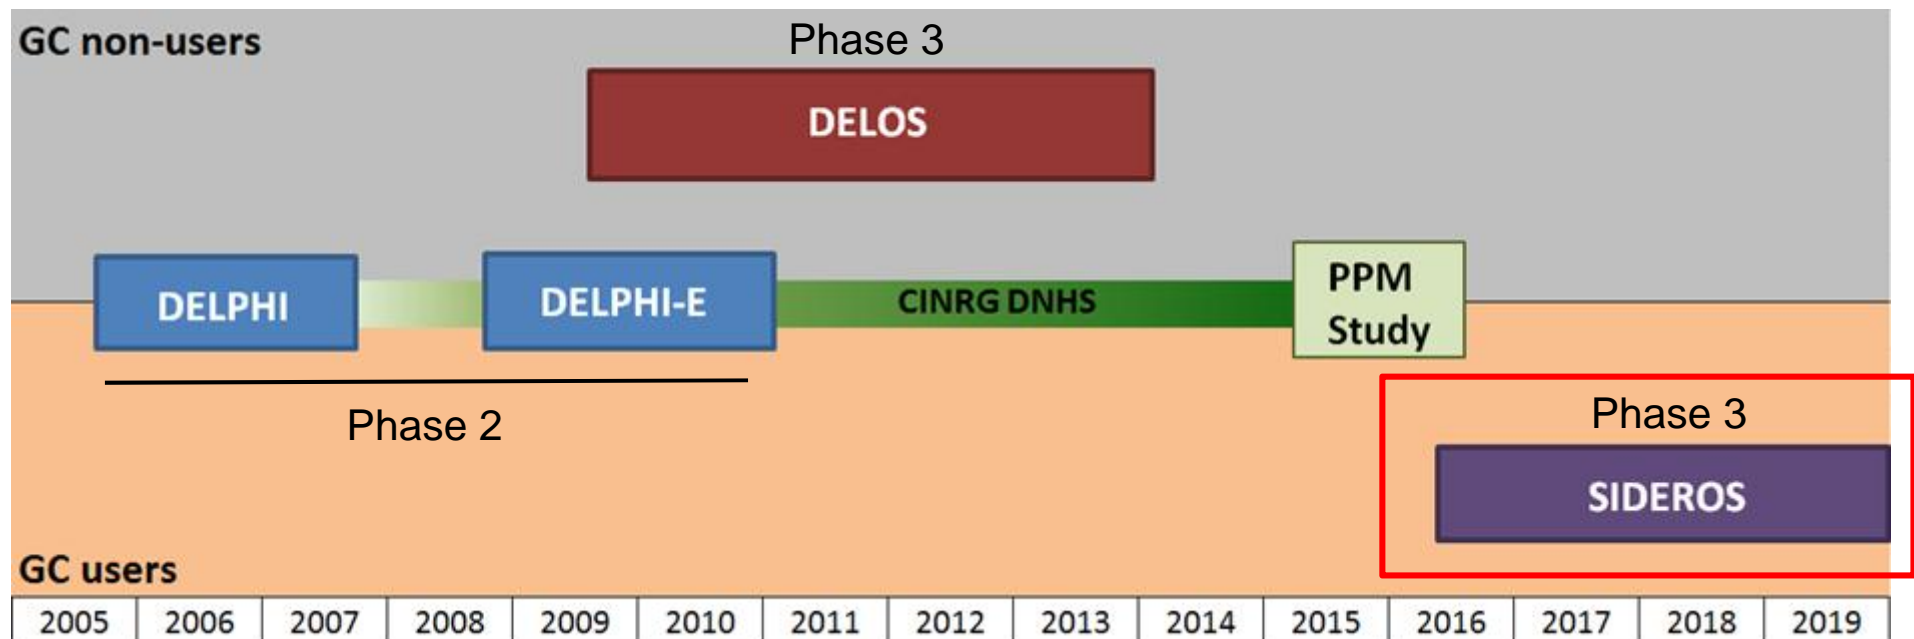 GC non-users
Phase 3
DELOS
DELPHI
DELPHI-E
CINRG DNHS
PPM
Study
Phase 2
Phase 3
SIDEROS
GC users
2005 2006 2007 2008 2009 2010 2011 2012 2013 2014 2015 2016 2017 2018 2019